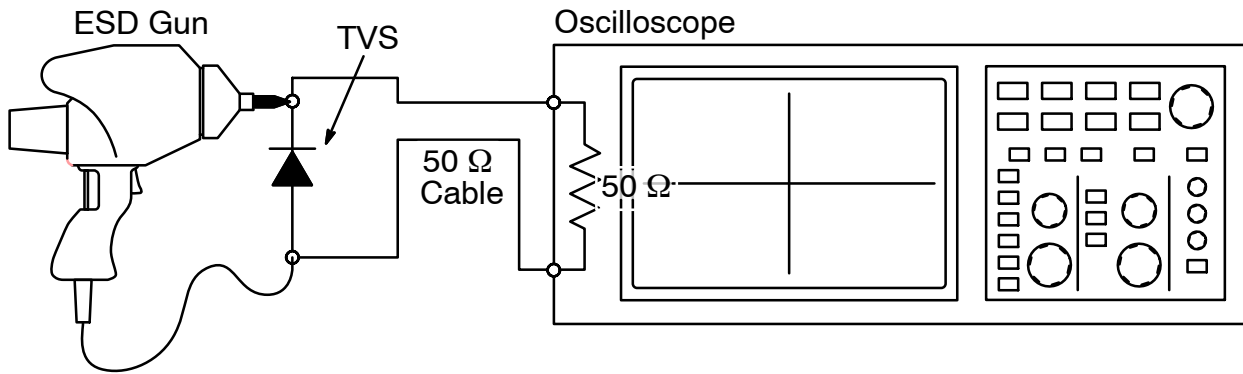 ESD Gun
TVS
Oscilloscope
50 Ω
Cable
50 Ω